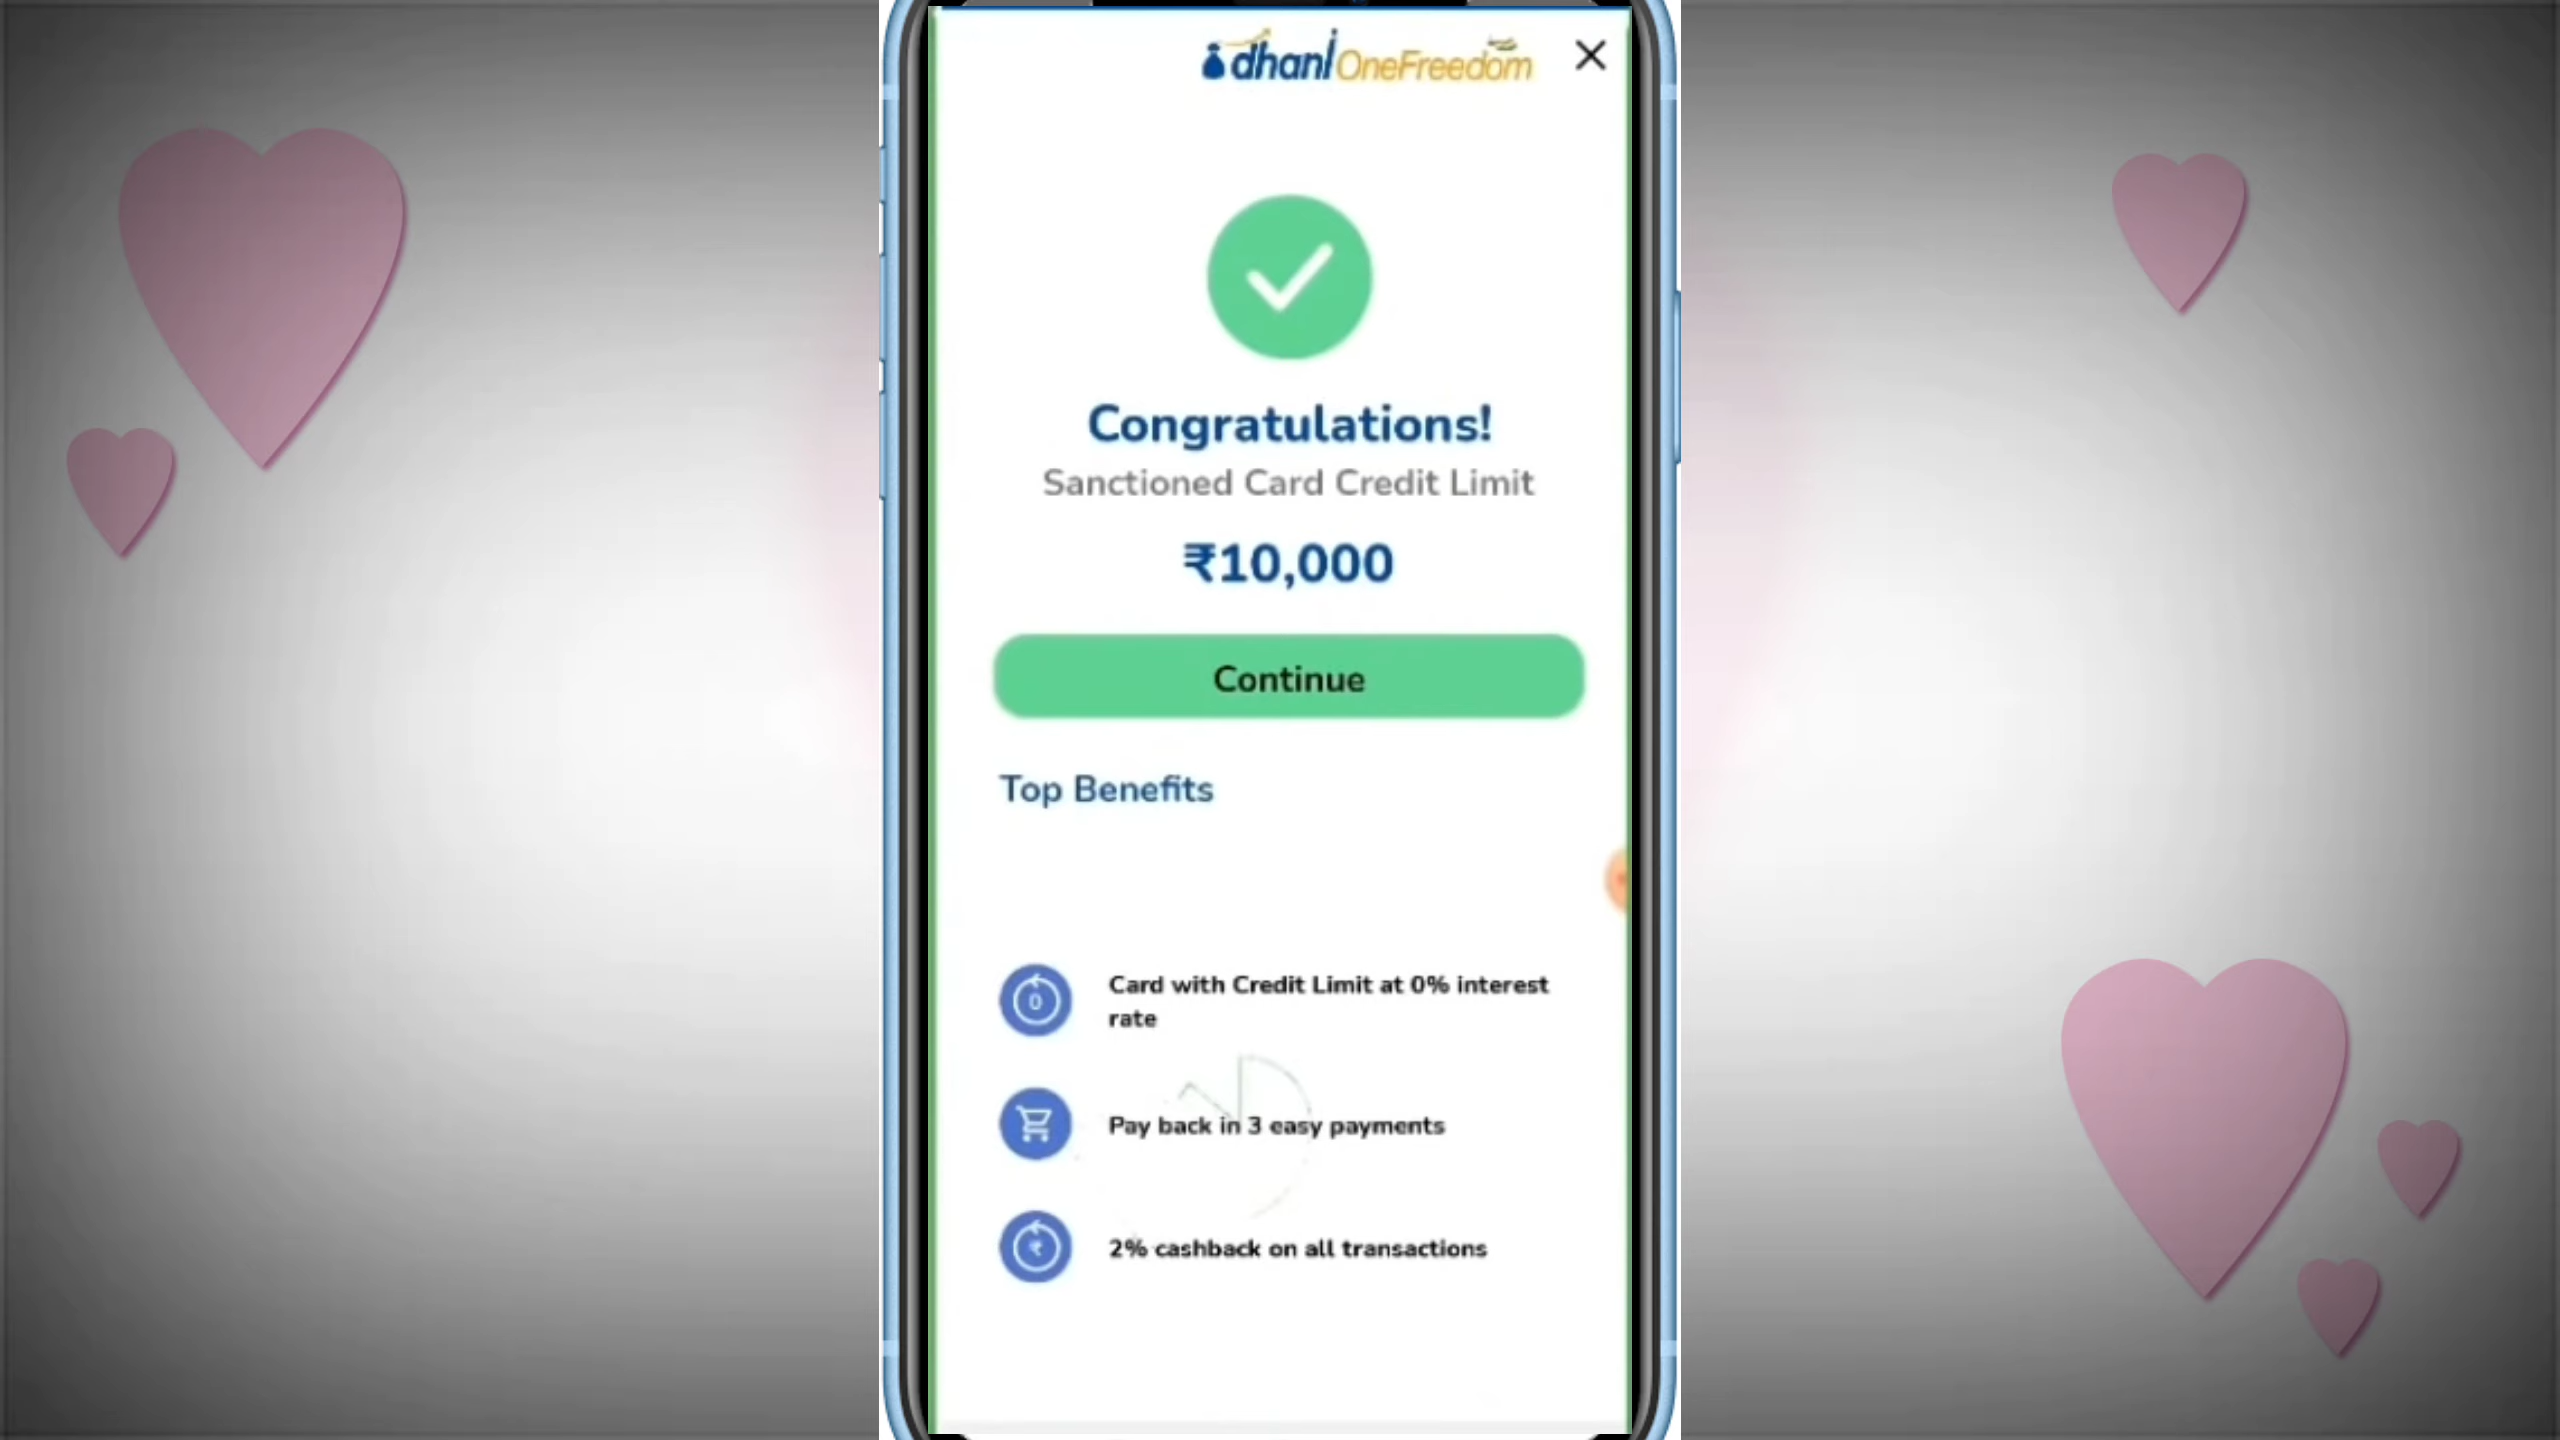 dhani OneFreedom
Congratulations!
Sanctioned Card Credit Limit
₹10,000
Continue
Top Benefits
Card with Credit Limit at 0% interest
rate
Pay back in 3 easy payments
2% cashback on all transactions